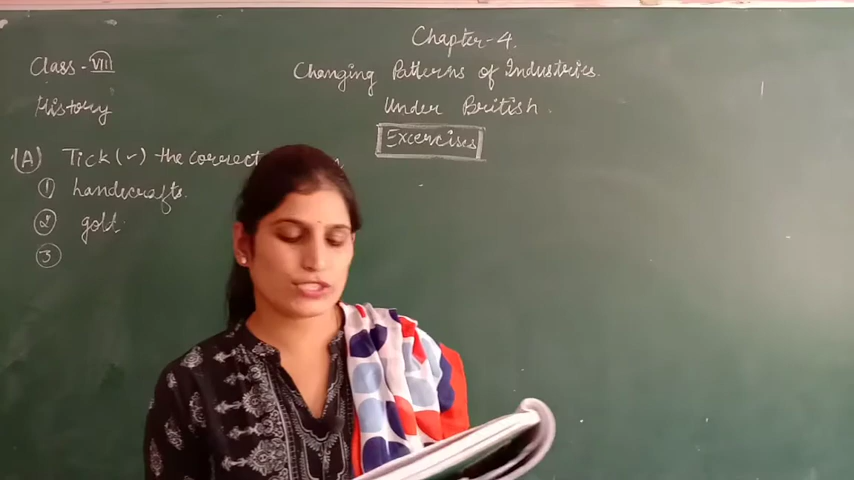 Chapter-4.
Class - VIII
Changing Patterns of Industries
History
Under British.
Excercises
(A) Tick (✓) the correct
① handicrafts.
② gold.
③